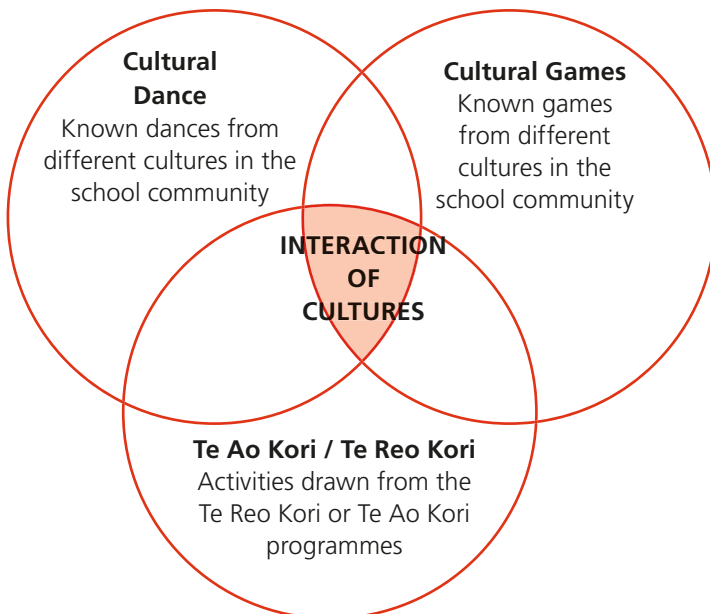 Cultural
Dance
Known dances from
different cultures in the
school community
Cultural Games
Known games
from different
cultures in the
school community
INTERACTION
OF
CULTURES
Te Ao Kori / Te Reo Kori
Activities drawn from the
Te Reo Kori or Te Ao Kori
programmes